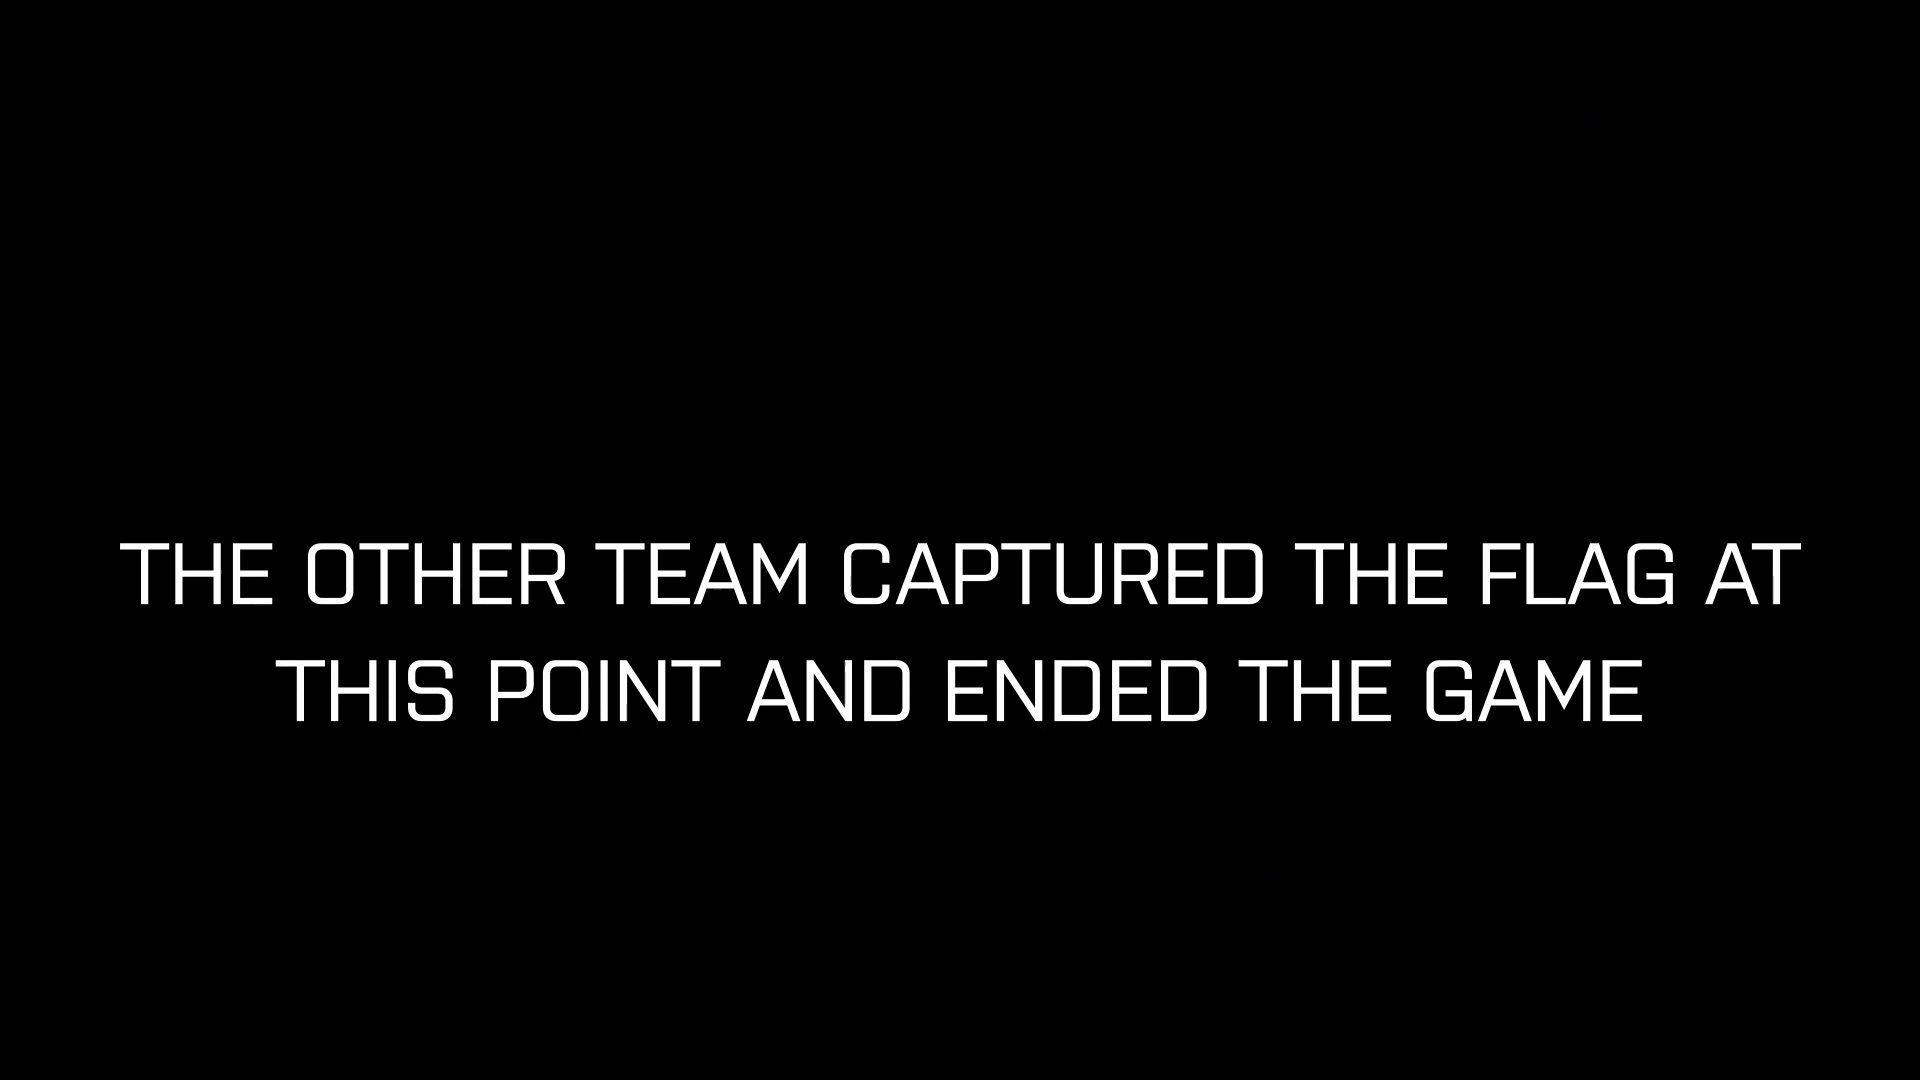 THE OTHER TEAM CAPTURED THE FLAG AT
THIS POINT AND ENDED THE GAME